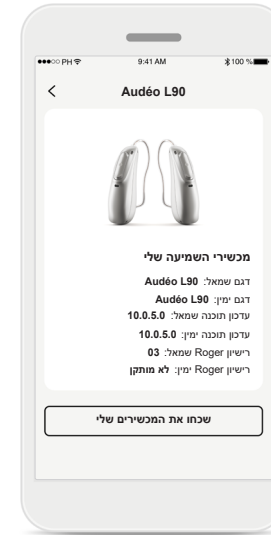 ●●●○○ PH 9:41 AM 100 %
Audéo L90
מכשירי השמיעה שלי
דגם שמאל: Audéo L90
דגם ימין: Audéo L90
עדכון תוכנה שמאל: 10.0.5.0
עדכון תוכנה ימין: 10.0.5.0
רישיון Roger שמאל: 03
רישיון Roger ימין: לא מותקן
שכחו את המכשירים שלי